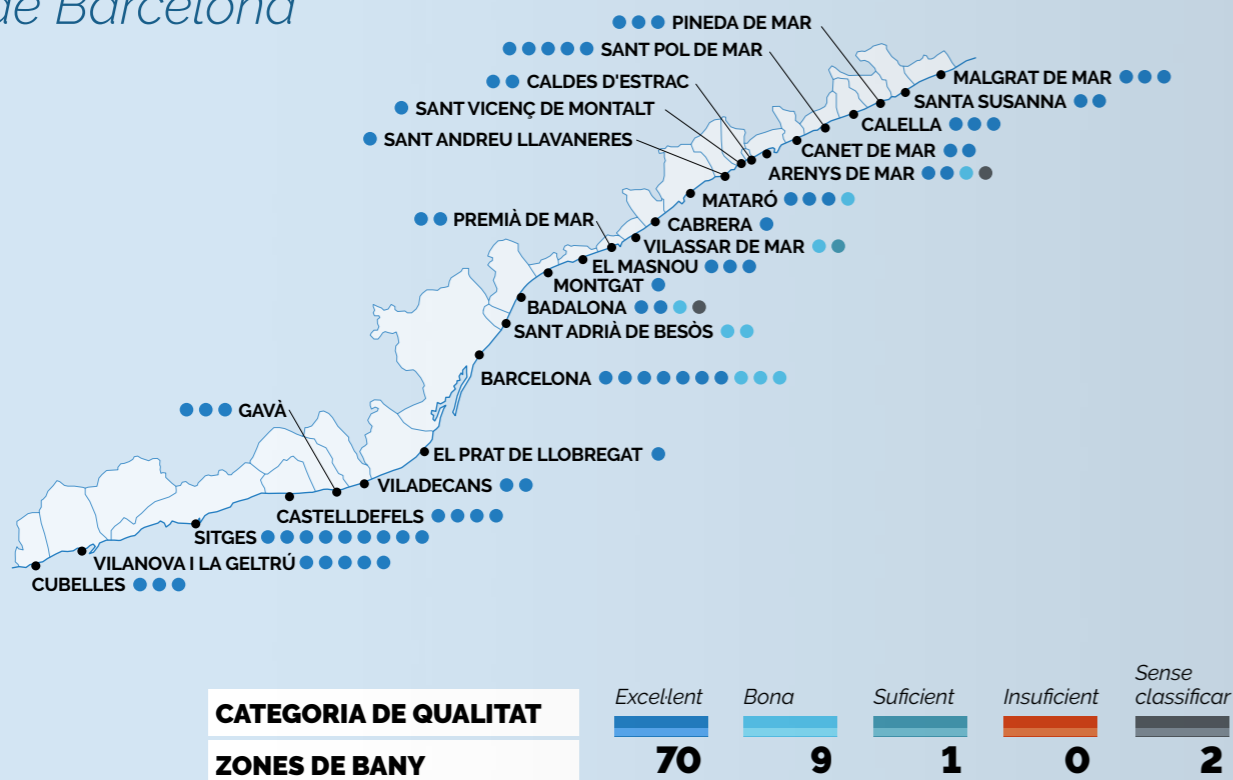 de Barcelona
PINEDA DE MAR
SANT POL DE MAR
CALDES D'ESTRAC
SANT VICENÇ DE MONTALT
SANT ANDREU LLAVANERES
MALGRAT DE MAR
SANTA SUSANNA
CALELLA
CANET DE MAR
ARENYS DE MAR
MATARÓ
CABRERA
PREMIÀ DE MAR
VILASSAR DE MAR
EL MASNOU
MONTGAT
BADALONA
SANT ADRIÀ DE BESÒS
BARCELONA
GAVÀ
EL PRAT DE LLOBREGAT
VILADECANS
CASTELLDEFELS
SITGES
VILANOVA I LA GELTRÚ
CUBELLES
CATEGORIA DE QUALITAT
Excel·lent
Bona
Suficient
Insuficient
Sense
classificar
ZONES DE BANY
70
9
1
0
2